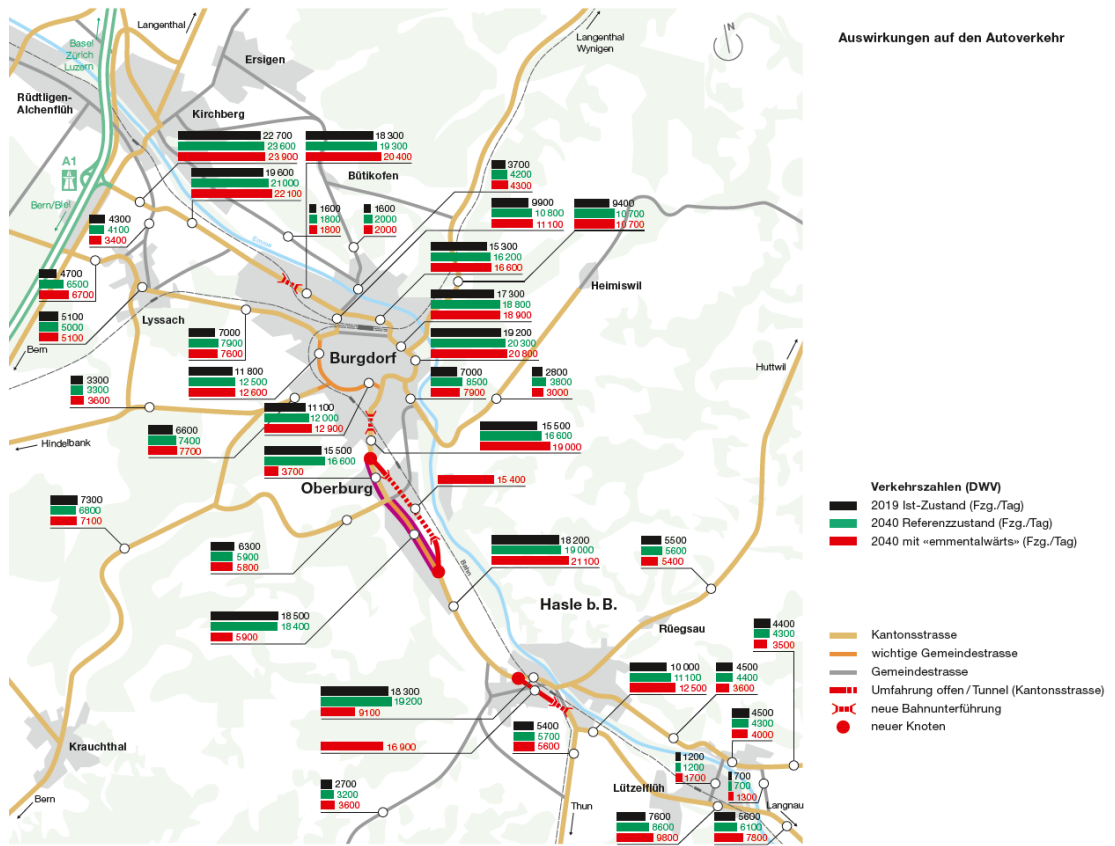 Auswirkungen auf den Autoverkehr
N
Langenthal
Basel
Zürich
Luzern
Ersigen
Langenthal
Wynigen
Rüdtligen-
Alchenflüh
Kirchberg
22 700
23 600
23 900
18 300
19 300
20 400
A1
19 600
21 000
22 100
Bütikofen
3700
4200
4300
Bern/Biel
1600
1800
1800
1600
2000
2000
9900
10 800
11 100
9400
10 700
10 700
4300
4100
3400
Emme
15 300
16 200
16 600
4700
6500
6700
Heimiswil
17 300
18 800
18 900
5100
5000
5100
Lyssach
7000
7900
7600
19 200
20 300
20 800
Bern
Burgdorf
Huttwil
11 800
12 500
12 600
7000
8500
7900
2800
3800
3000
3300
3300
3600
11 100
12 000
12 900
Hindelbank
6600
7400
7700
15 500
16 600
19 000
15 500
16 600
3700
15 400
Oberburg
7300
6800
7100
Verkehrszahlen (DWV)
2019 Ist-Zustand (Fzg./Tag)
2040 Referenzzustand (Fzg./Tag)
2040 mit «emmentalwärts» (Fzg./Tag)
6300
5900
5800
18 200
19 000
21 100
5500
5600
5400
Bahn
Hasle b. B.
18 500
18 400
5900
Rüegsau
4400
4300
3500
Kantonsstrasse
wichtige Gemeindestrasse
Gemeindestrasse
Umfahrung offen / Tunnel (Kantonsstrasse)
neue Bahnunterführung
neuer Knoten
10 000
11 100
12 500
4500
4400
3600
18 300
19 200
9100
4500
4300
4000
5400
5700
5600
16 900
Krauchthal
1200
1200
1700
700
700
1300
2700
3200
3600
Lützelflüh
Bern
Thun
Langnau
7600
8600
9800
5600
6100
7800